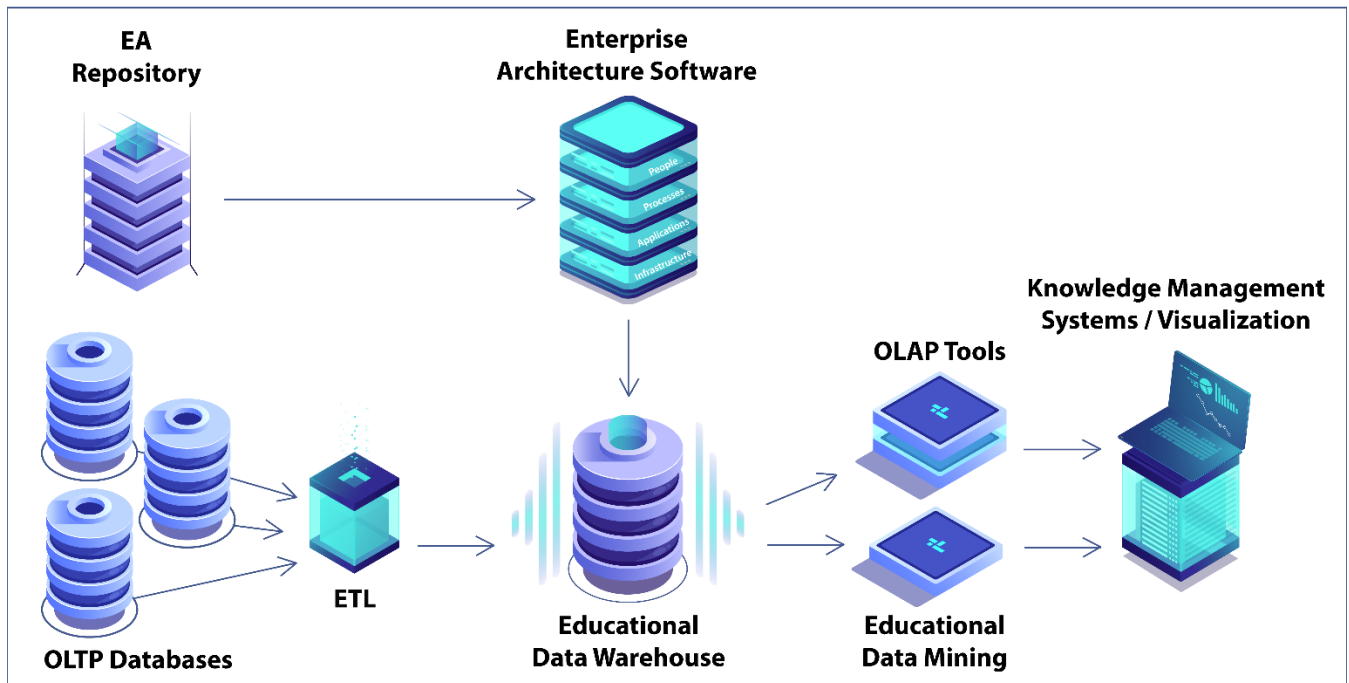 EA
Repository
Enterprise
Architecture Software
People
Processes
Applications
Infrastructure
Knowledge Management
Systems / Visualization
OLAP Tools
ETL
OLTP Databases
Educational
Data Warehouse
Educational
Data Mining